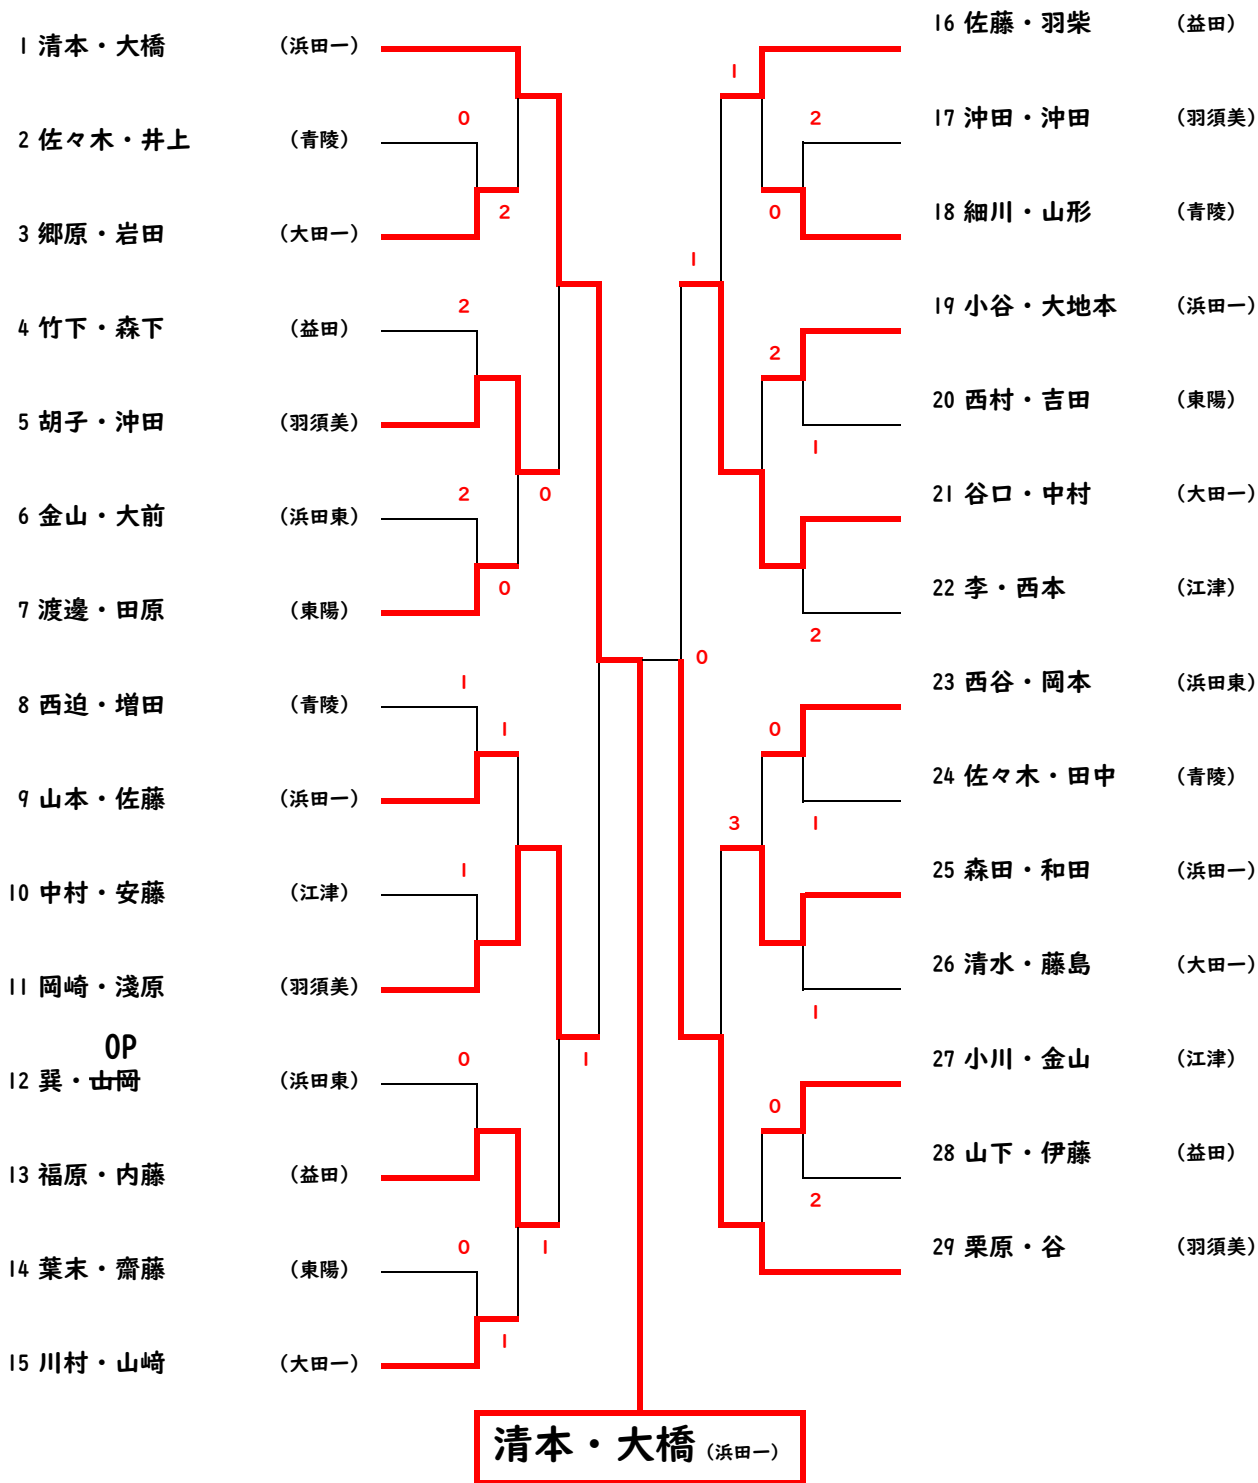 1 清本・大橋 (浜田一)
0
2 佐々木・井上 (青陵)
2
3 郷原・岩田 (大田一)
2
4 竹下・森下 (益田)
5 胡子・沖田 (羽須美)
2 0
6 金山・大前 (浜田東)
0
7 渡邊・田原 (東陽)
1
8 西迫・増田 (青陵)
1
9 山本・佐藤 (浜田一)
1
10 中村・安藤 (江津)
11 岡崎・淺原 (羽須美)
OP
0 1
12 巽・山岡 (浜田東)
13 福原・内藤 (益田)
0 1
14 葉末・齋藤 (東陽)
1
15 川村・山﨑 (大田一)
16 佐藤・羽柴 (益田)
1
2
17 沖田・沖田 (羽須美)
0
18 細川・山形 (青陵)
1
19 小谷・大地本 (浜田一)
2
20 西村・吉田 (東陽)
1
21 谷口・中村 (大田一)
22 李・西本 (江津)
2
0
23 西谷・岡本 (浜田東)
0
24 佐々木・田中 (青陵)
3 1
25 森田・和田 (浜田一)
26 清水・藤島 (大田一)
1
27 小川・金山 (江津)
0
28 山下・伊藤 (益田)
2
29 栗原・谷 (羽須美)
清本・大橋 (浜田一)